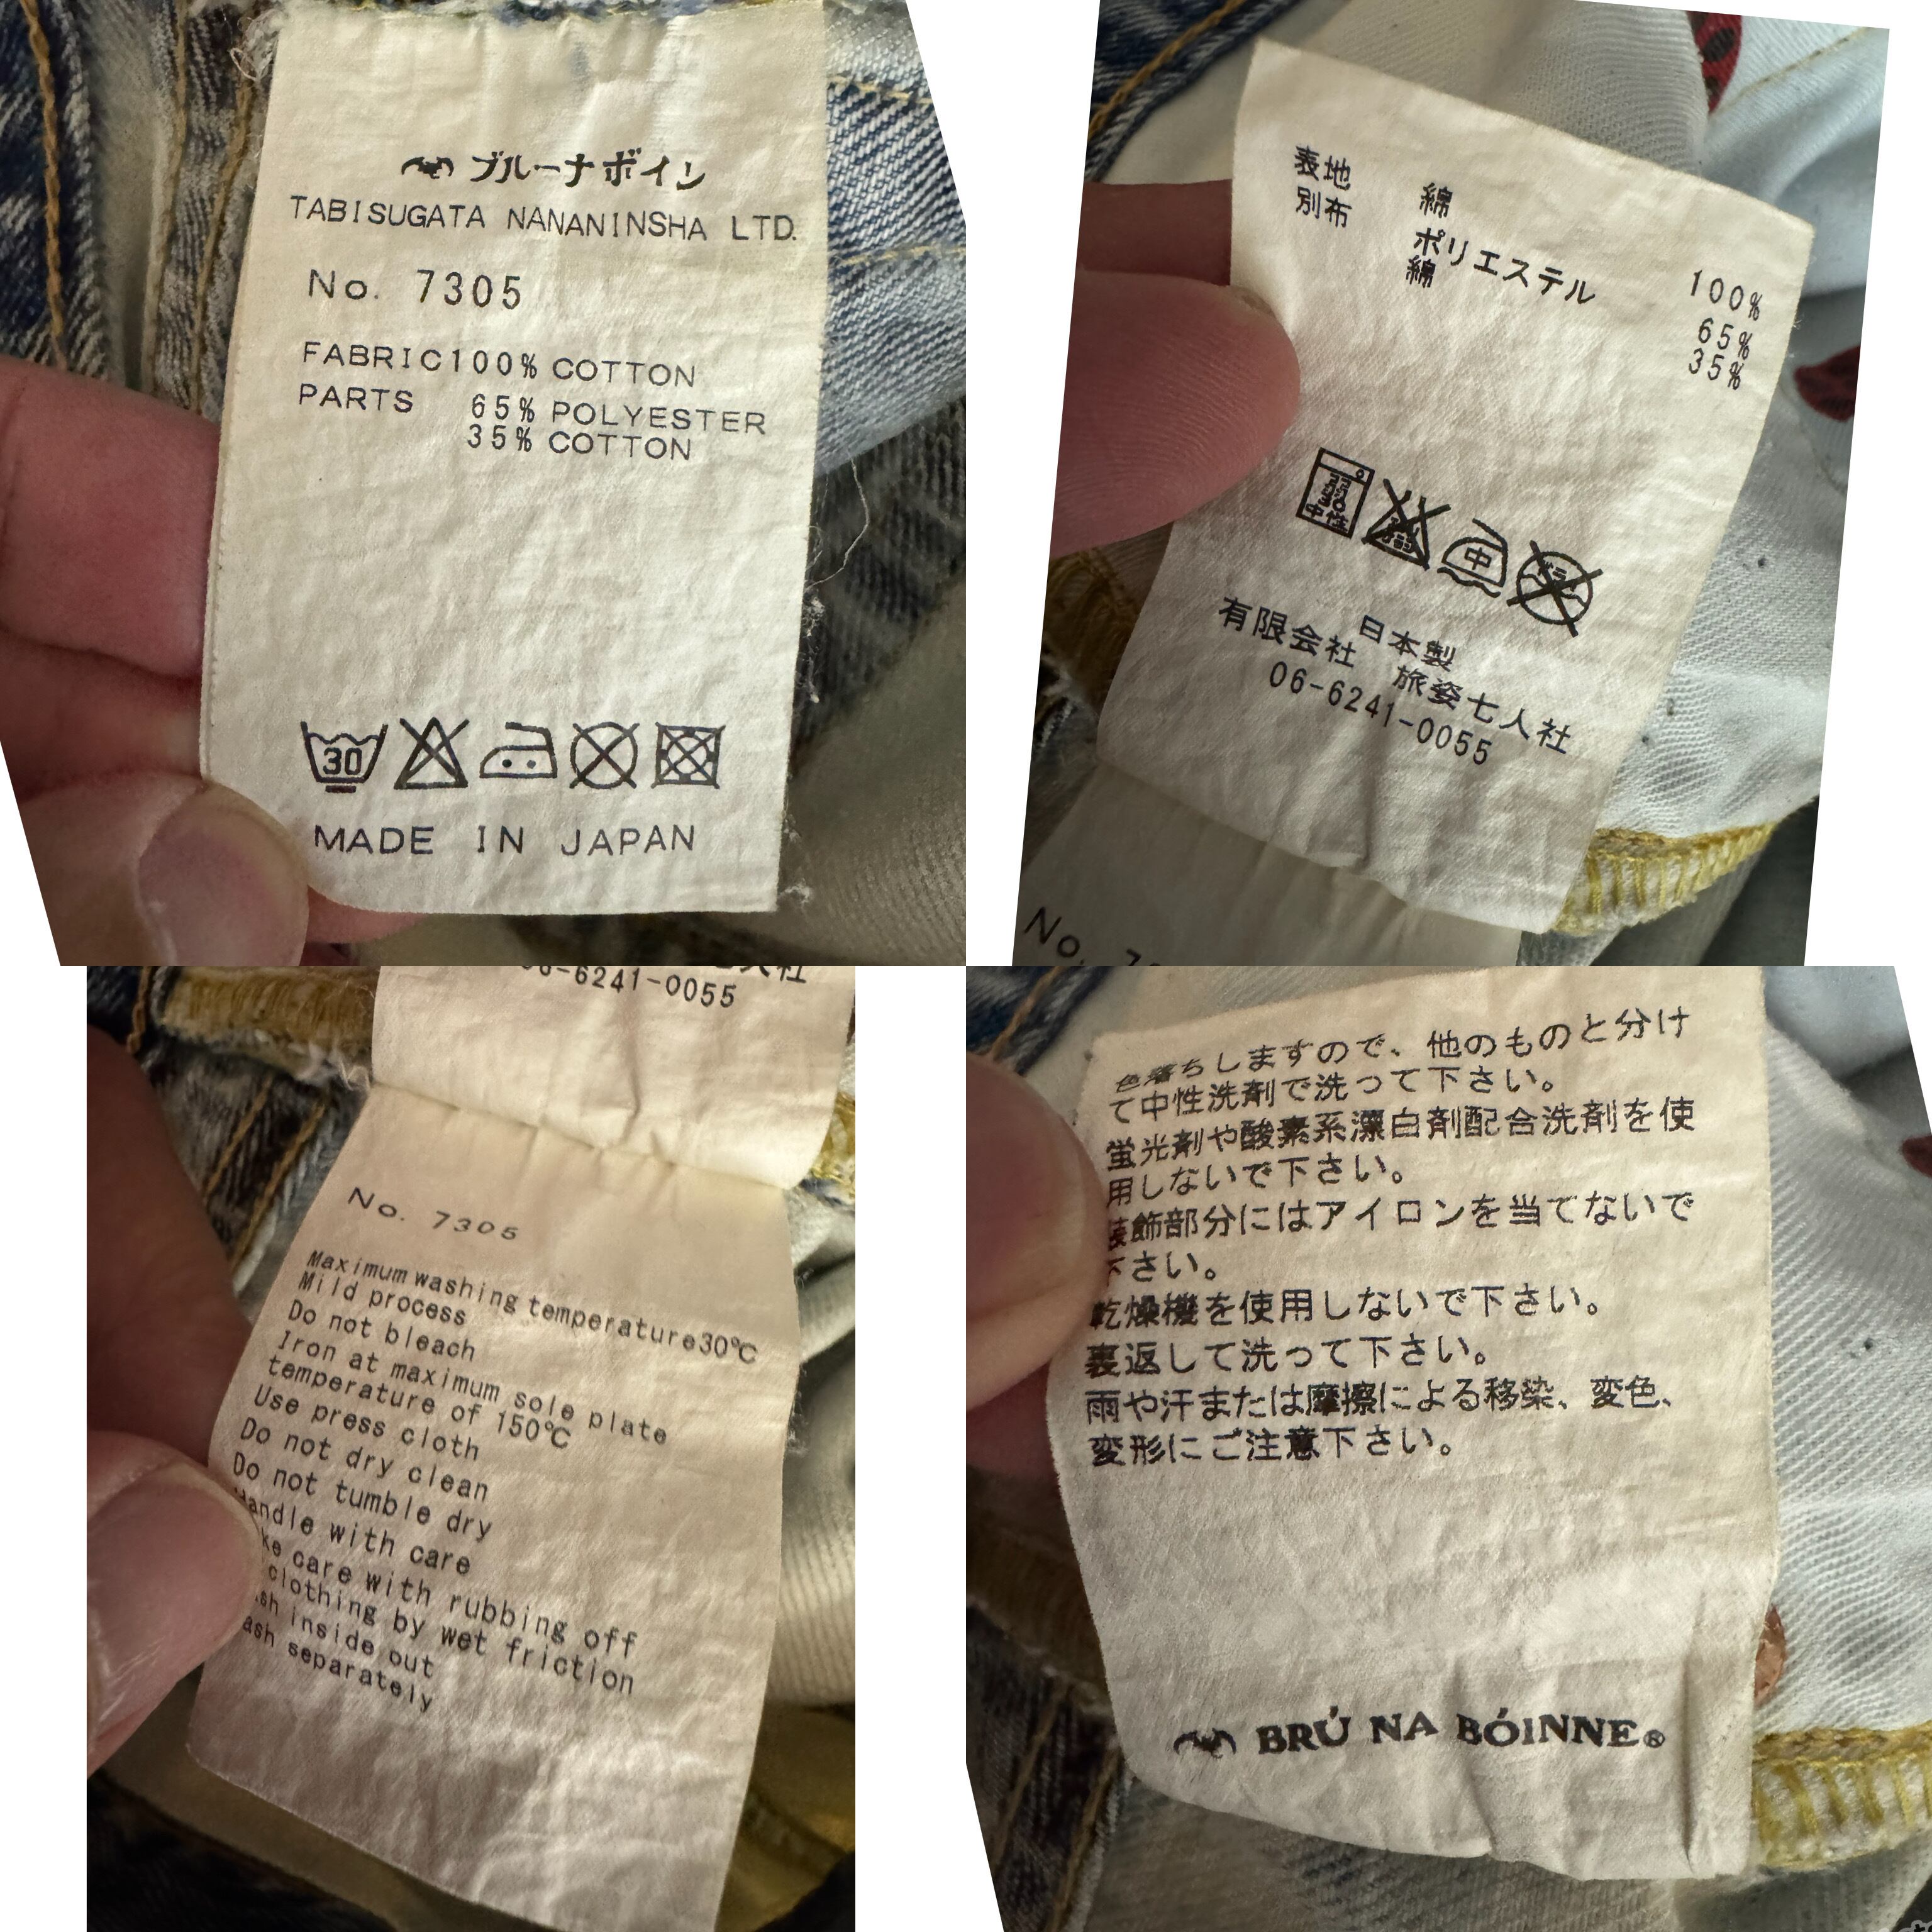 ブルーナボイン
TABISUGATA NANANINSHA LTD.
No. 7305
FABRIC 100% COTTON
PARTS 65% POLYESTER
35% COTTON
30
MADE IN JAPAN
表地 綿 100%
別布 ポリエステル 65%
綿 35%
中性
中
日本製
有限会社 旅姿七人社
06-6241-0055
No.
06-6241-0055
No. 7305
Maximum washing temperature30℃
Mild process
Do not bleach
Iron at maximum sole plate
temperature of 150℃
Use press cloth
Do not dry clean
Do not tumble dry
Handle with care
care with rubbing off
clothing by wet friction
inside out
separately
色落ちしますので、他のものと分け
て中性洗剤で洗って下さい。
蛍光剤や酸素系漂白剤配合洗剤を使
用しないで下さい。
装飾部分にはアイロンを当てないで
下さい。
乾燥機を使用しないで下さい。
裏返して洗って下さい。
雨や汗または摩擦による移染、変色、
変形にご注意下さい。
BRÚ NA BÓINNE®